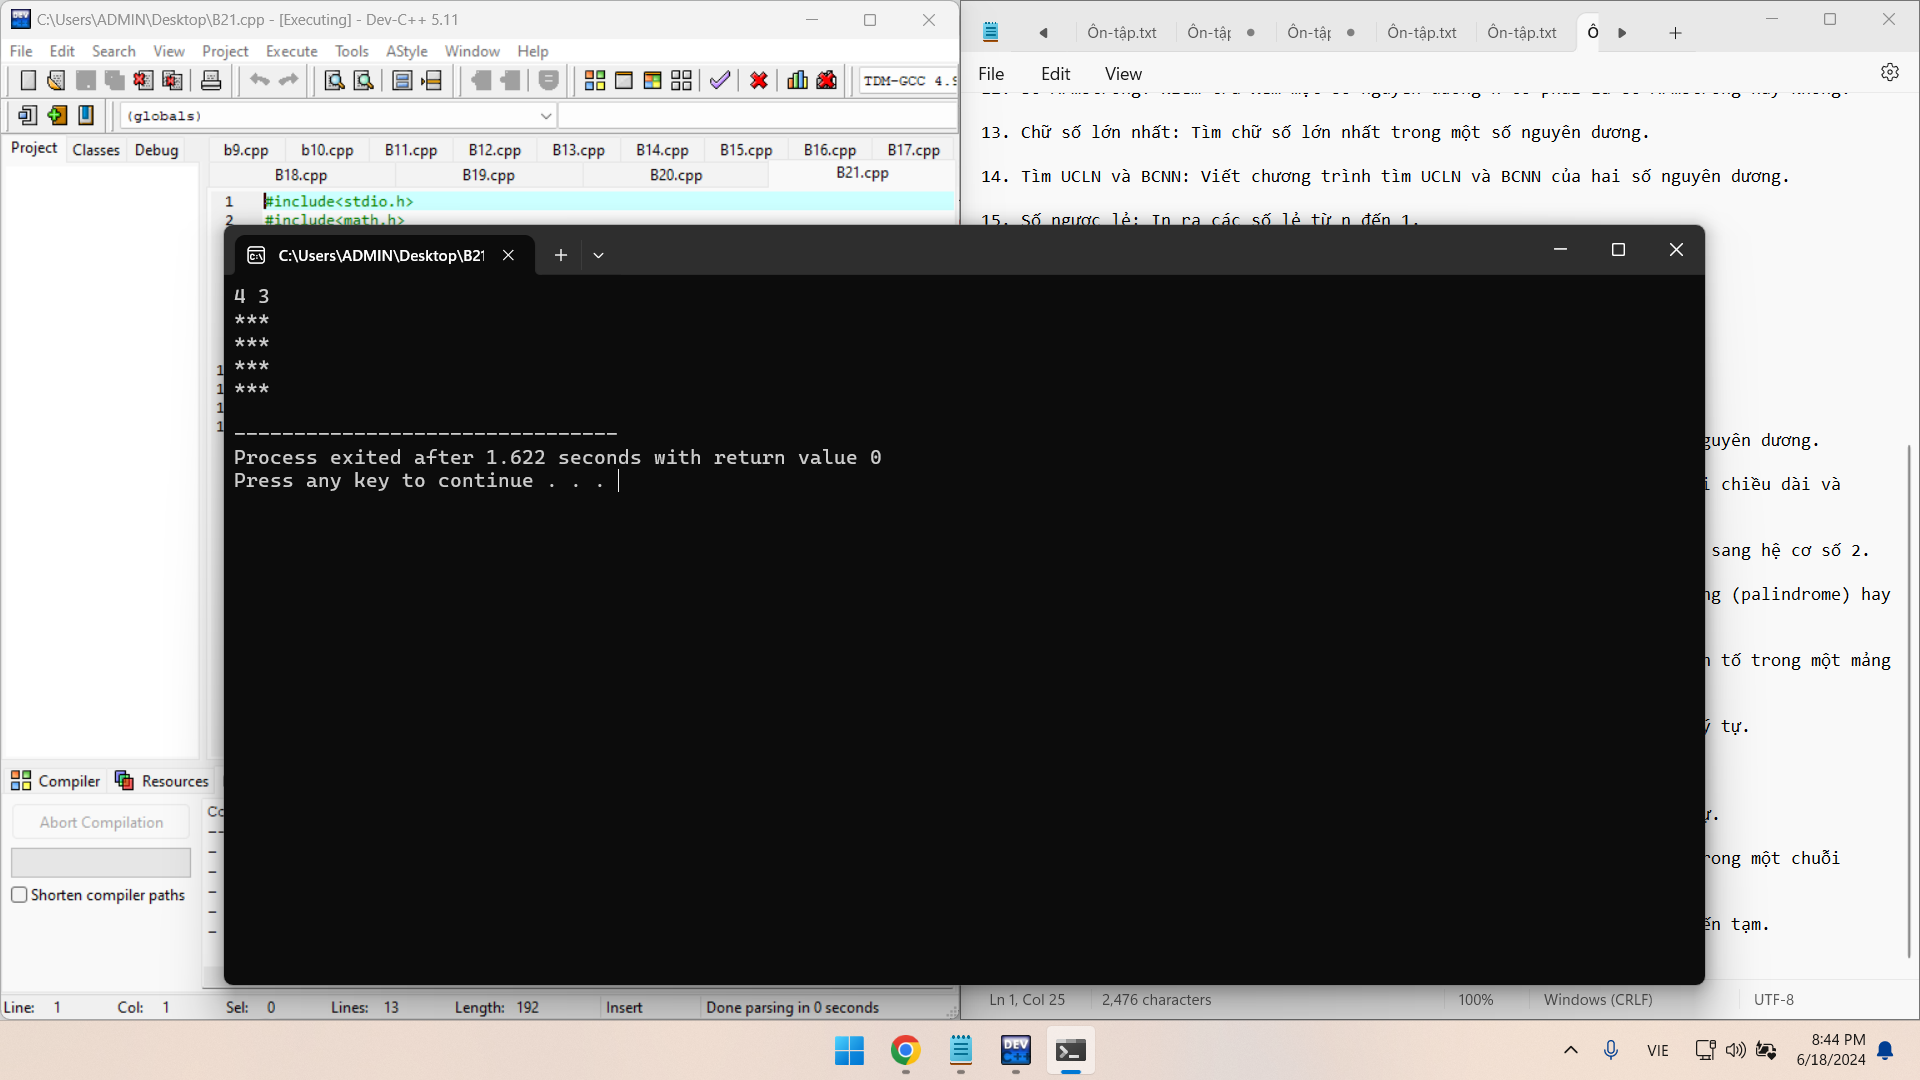 C:\Users\ADMIN\Desktop\B21.cpp - [Executing] - Dev-C++ 5.11
File Edit Search View Project Execute Tools AStyle Window Help
TDM-GCC 4.9
(globals)
Project Classes Debug
b9.cpp b10.cpp B11.cpp B12.cpp B13.cpp B14.cpp B15.cpp B16.cpp B17.cpp
B18.cpp B19.cpp B20.cpp B21.cpp
1 #include<stdio.h>
2 #include<math.h>
Ôn-tập.txt Ôn-tập Ôn-tập Ôn-tập.txt Ôn-tập.txt Ô
File Edit View
13. Chữ số lớn nhất: Tìm chữ số lớn nhất trong một số nguyên dương.
14. Tìm UCLN và BCNN: Viết chương trình tìm UCLN và BCNN của hai số nguyên dương.
15. Số ngược lẻ: In ra các số lẻ từ n đến 1.
C:\Users\ADMIN\Desktop\B21
4 3
***
***
***
***
--------------------------------
Process exited after 1.622 seconds with return value 0
Press any key to continue . . .
guyên dương.
i chiều dài và
sang hệ cơ số 2.
ng (palindrome) hay
tố trong một mảng
ý tự.
ự.
rong một chuỗi
ến tạm.
Compiler Resources
Abort Compilation
Shorten compiler paths
Line: 1 Col: 1 Sel: 0 Lines: 13 Length: 192 Insert Done parsing in 0 seconds
Ln 1, Col 25 2,476 characters 100% Windows (CRLF) UTF-8
DEV C++
VIE
8:44 PM
6/18/2024